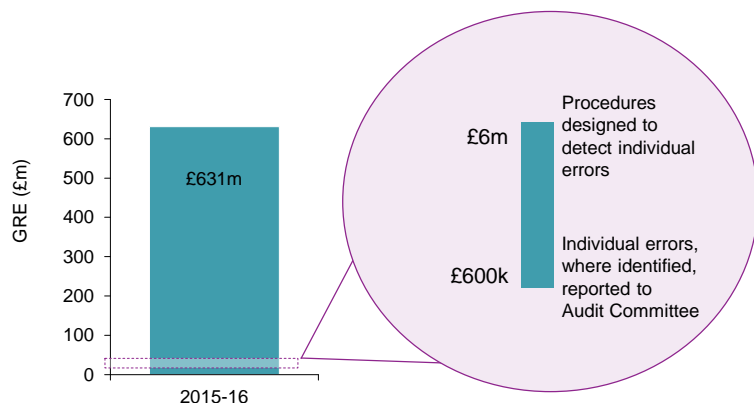 GRE (£m)
700
600
500
400
300
200
100
0
£631m
2015-16
£6m
Procedures
designed to
detect individual
errors
£600k
Individual errors,
where identified,
reported to
Audit Committee